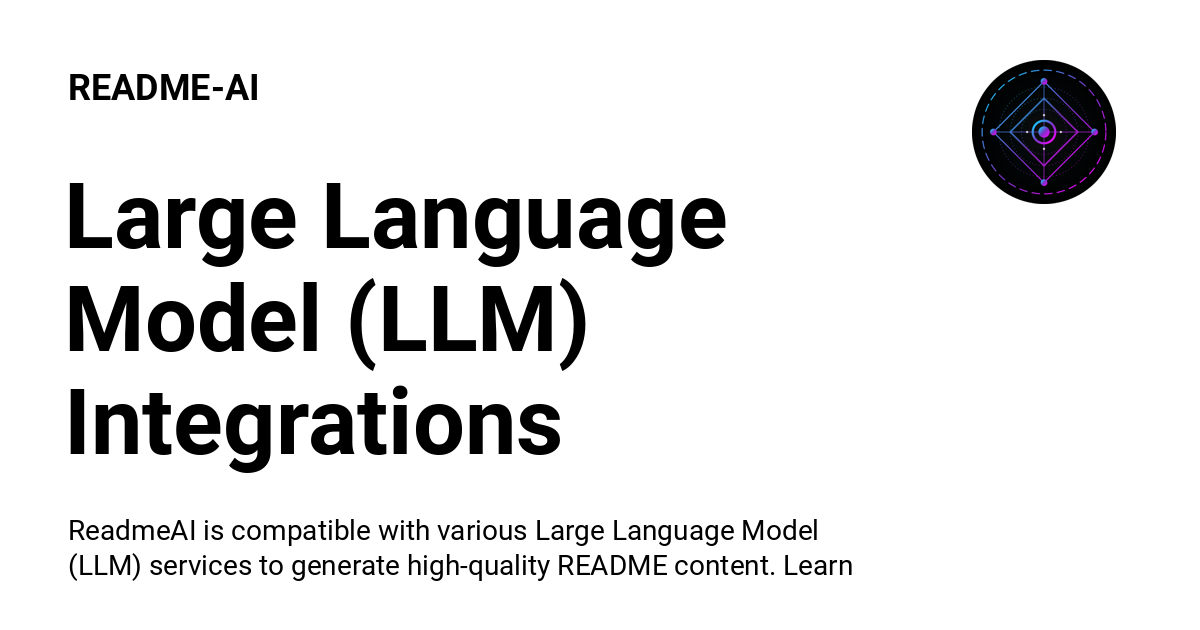 README-AI
Large Language
Model (LLM)
Integrations
ReadmeAI is compatible with various Large Language Model
(LLM) services to generate high-quality README content. Learn